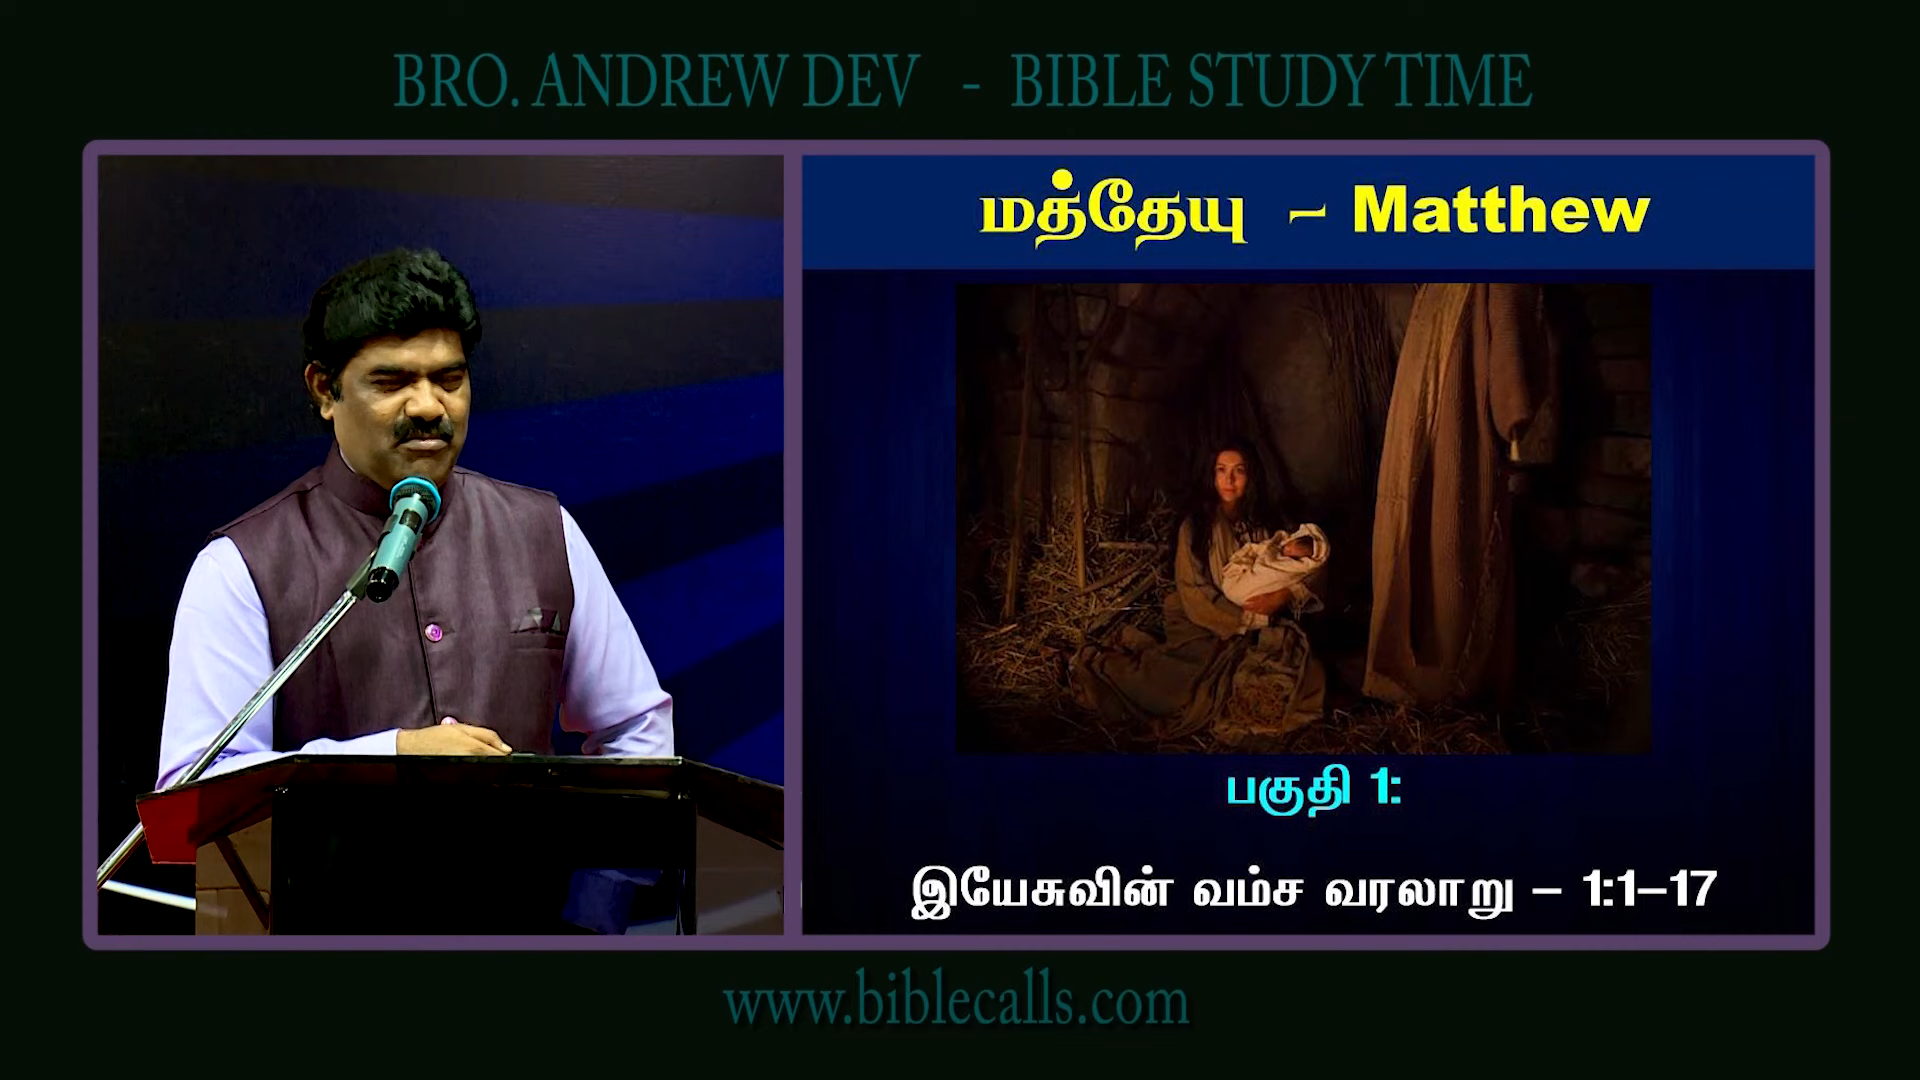 BRO. ANDREW DEV - BIBLE STUDY TIME
மத்தேயு – Matthew
பகுதி 1:
இயேசுவின் வம்ச வரலாறு – 1:1–17
www.biblecalls.com